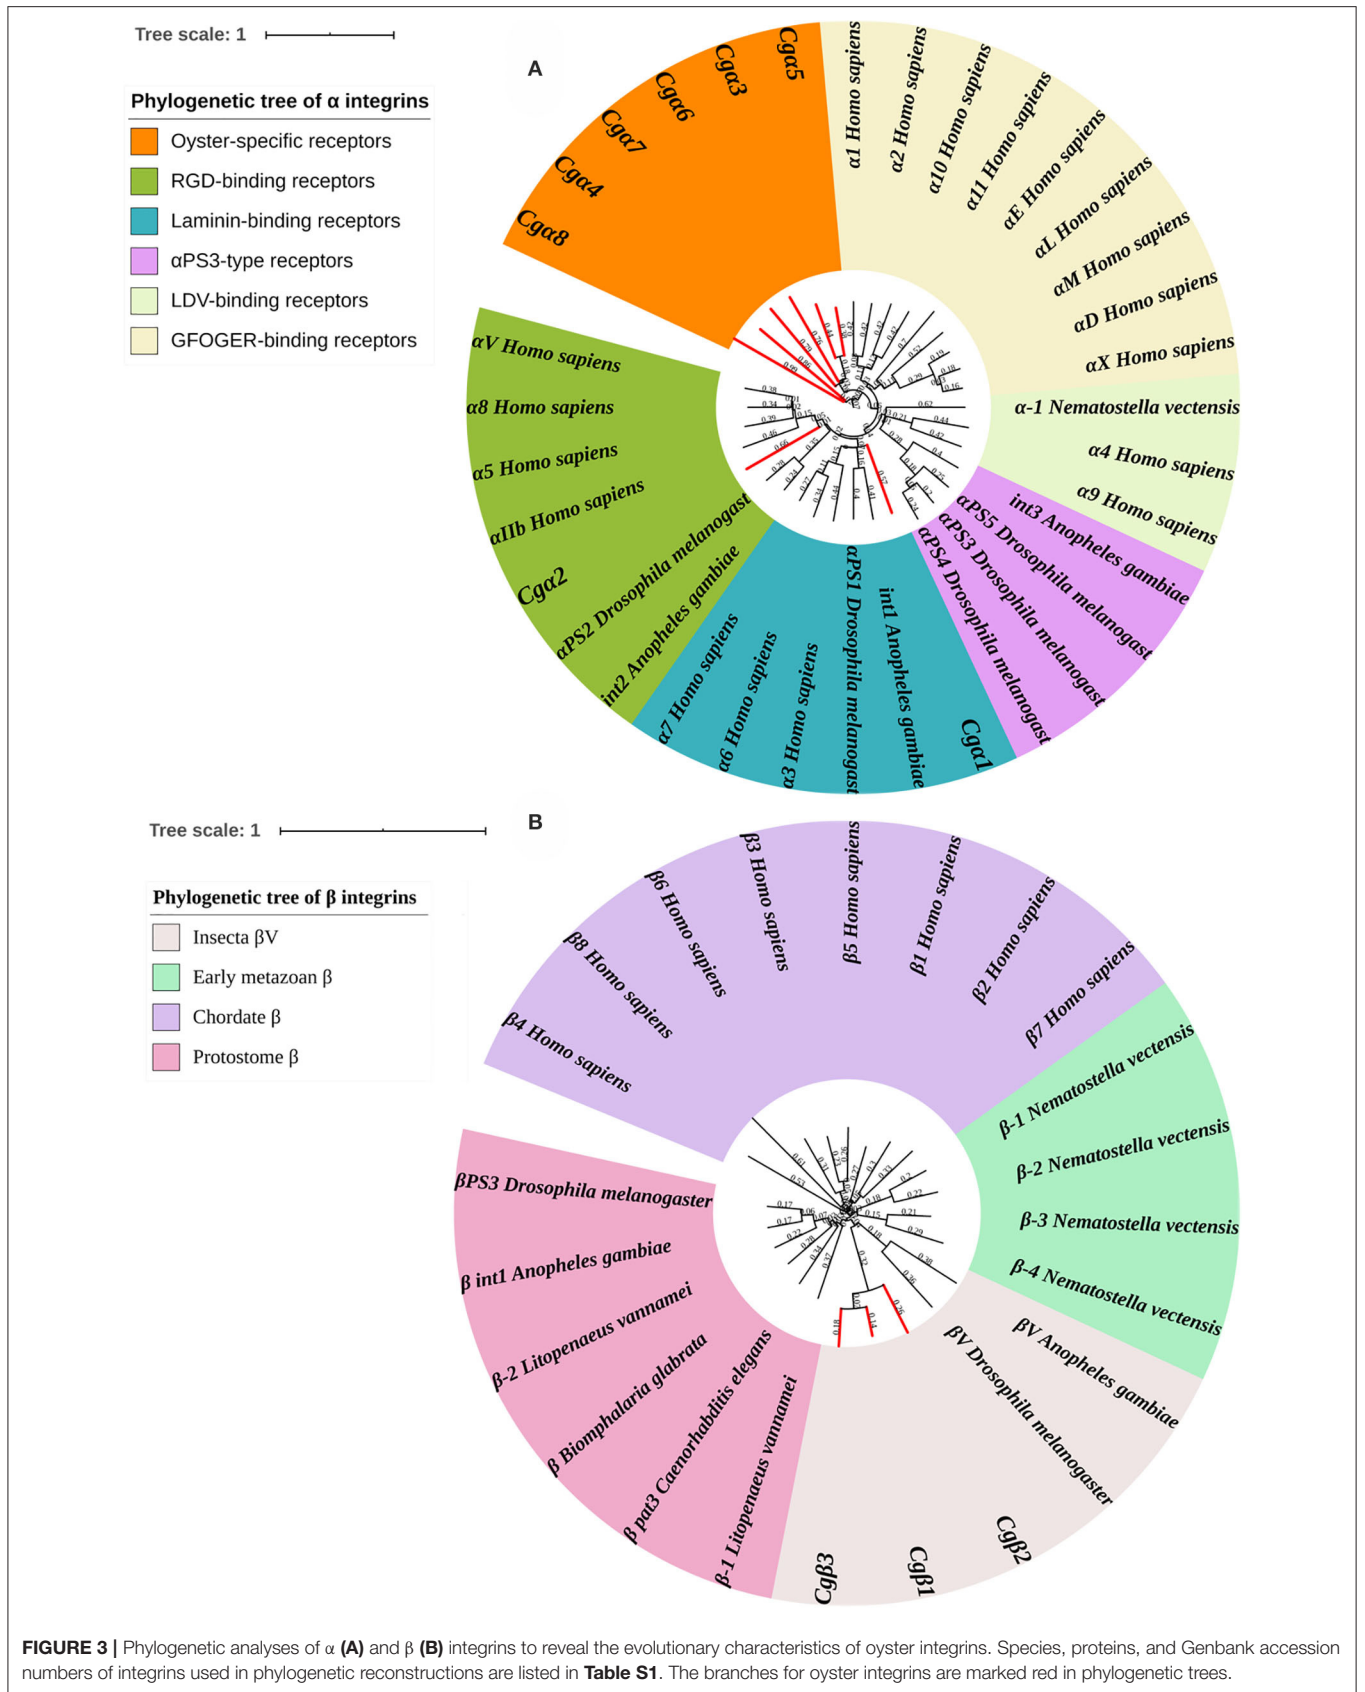 Tree scale: 1
A
Phylogenetic tree of α integrins
Oyster-specific receptors
RGD-binding receptors
Laminin-binding receptors
αPS3-type receptors
LDV-binding receptors
GFOGER-binding receptors
Cgα8
Cgα4
Cgα7
Cgα6
Cgα3
Cgα5
α1 Homo sapiens
α2 Homo sapiens
α10 Homo sapiens
α11 Homo sapiens
αE Homo sapiens
αL Homo sapiens
αM Homo sapiens
αD Homo sapiens
αX Homo sapiens
α-1 Nematostella vectensis
α4 Homo sapiens
α9 Homo sapiens
int3 Anopheles gambiae
αPS5 Drosophila melanogast
αPS3 Drosophila melanogast
αPS4 Drosophila melanogast
Cgα1
int1 Anopheles gambiae
αPS1 Drosophila melanogast
α3 Homo sapiens
α6 Homo sapiens
α7 Homo sapiens
int2 Anopheles gambiae
αPS2 Drosophila melanogast
Cgα2
αIIb Homo sapiens
α5 Homo sapiens
α8 Homo sapiens
αV Homo sapiens
Tree scale: 1
B
Phylogenetic tree of β integrins
Insecta βV
Early metazoan β
Chordate β
Protostome β
β4 Homo sapiens
β8 Homo sapiens
β6 Homo sapiens
β3 Homo sapiens
β5 Homo sapiens
β1 Homo sapiens
β2 Homo sapiens
β7 Homo sapiens
β-1 Nematostella vectensis
β-2 Nematostella vectensis
β-3 Nematostella vectensis
β-4 Nematostella vectensis
βV Anopheles gambiae
βV Drosophila melanogaster
Cgβ2
Cgβ1
Cgβ3
β-1 Litopenaeus vannamei
β pat3 Caenorhabditis elegans
β Biomphalaria glabrata
β-2 Litopenaeus vannamei
β int1 Anopheles gambiae
βPS3 Drosophila melanogaster
FIGURE 3 | Phylogenetic analyses of α (A) and β (B) integrins to reveal the evolutionary characteristics of oyster integrins. Species, proteins, and Genbank accession
numbers of integrins used in phylogenetic reconstructions are listed in Table S1. The branches for oyster integrins are marked red in phylogenetic trees.